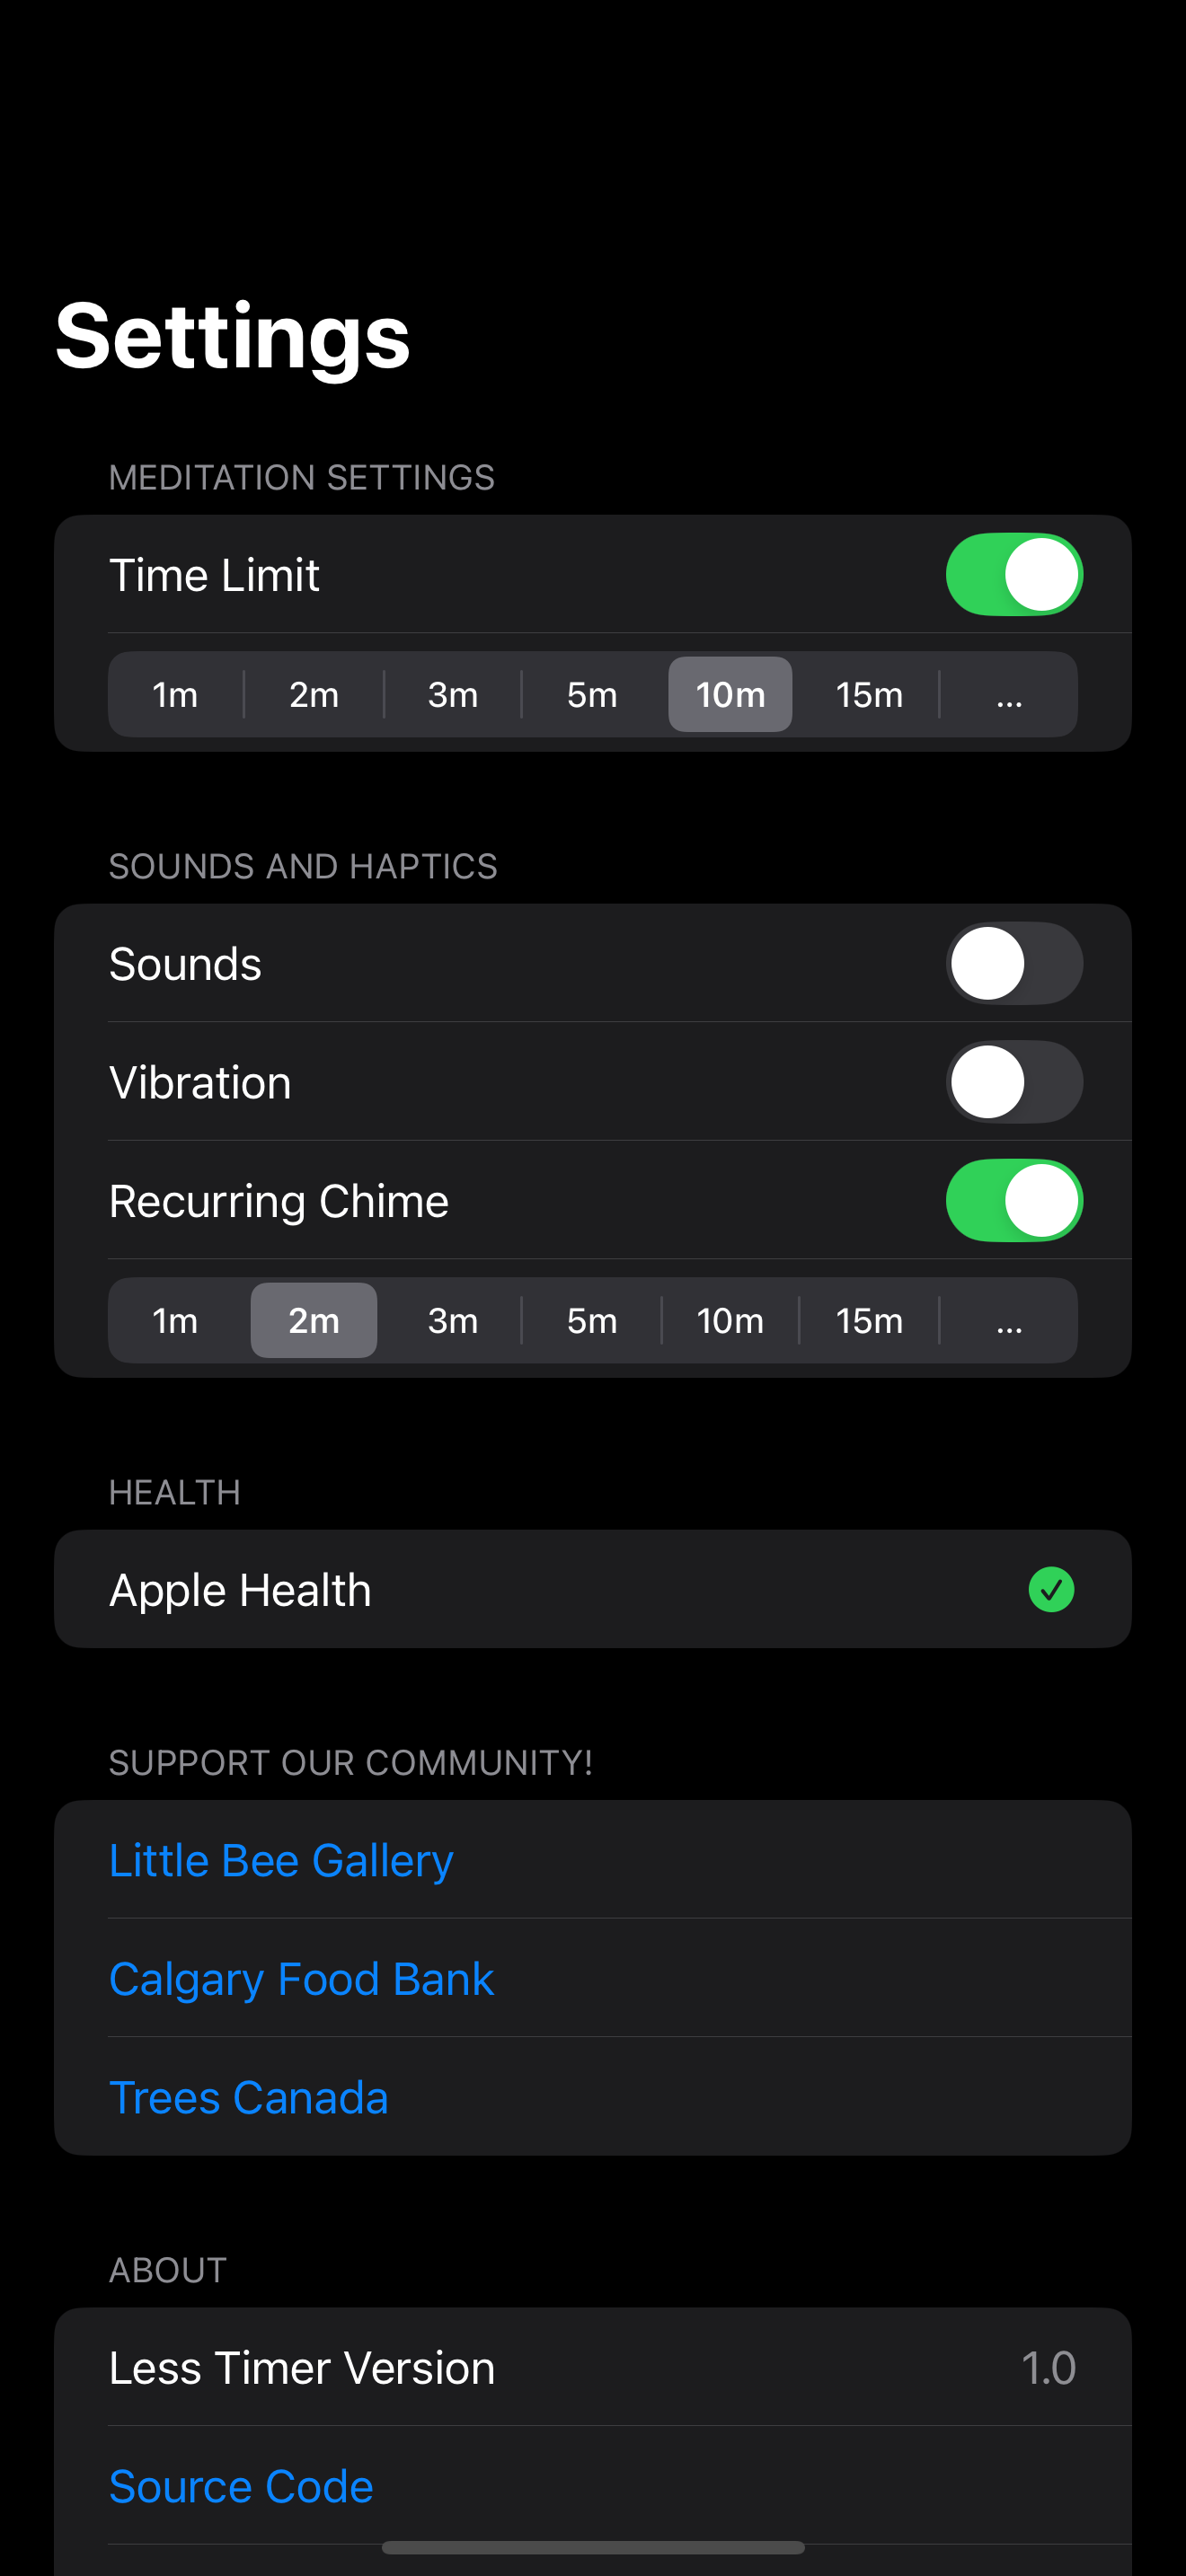 Settings
MEDITATION SETTINGS
Time Limit
1m 2m 3m 5m 10m 15m ...
SOUNDS AND HAPTICS
Sounds
Vibration
Recurring Chime
1m 2m 3m 5m 10m 15m ...
HEALTH
Apple Health
SUPPORT OUR COMMUNITY!
Little Bee Gallery
Calgary Food Bank
Trees Canada
ABOUT
Less Timer Version 1.0
Source Code